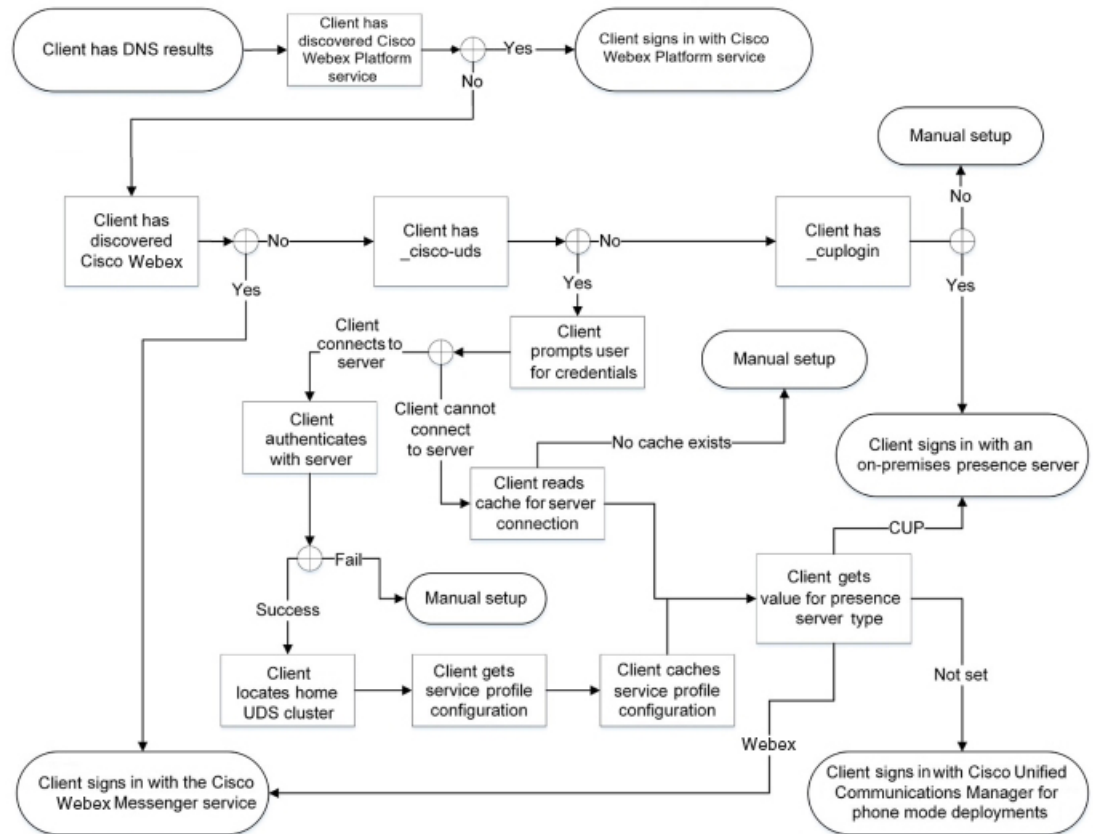 Client has DNS results
Client has
discovered Cisco
Webex Platform
service
Yes
Client signs in with Cisco
Webex Platform service
No
Manual setup
No
Client has
discovered
Cisco Webex
No
Client has
_cisco-uds
No
Client has
_cuplogin
Yes
Yes
Yes
Client
connects to
server
Client
prompts user
for credentials
Manual setup
Client
authenticates
with server
Client cannot
connect
to server
No cache exists
Client signs in with an
on-premises presence server
Client reads
cache for server
connection
CUP
Fail
Client gets
value for presence
server type
Manual setup
Success
Client
locates home
UDS cluster
Client gets
service profile
configuration
Client caches
service profile
configuration
Not set
Webex
Client signs in with the Cisco
Webex Messenger service
Client signs in with Cisco Unified
Communications Manager for
phone mode deployments